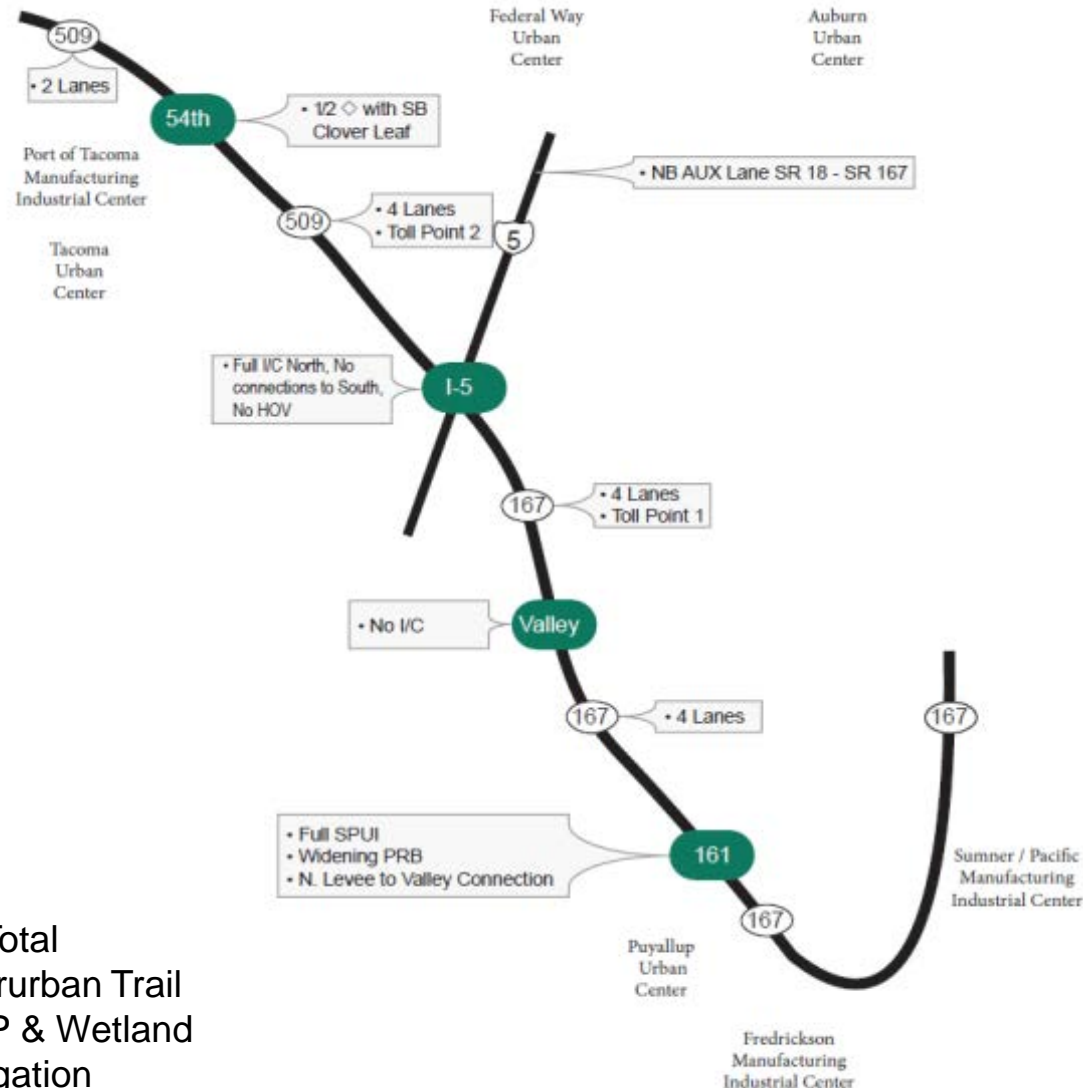 Federal Way
Urban
Center
Auburn
Urban
Center
509
• 2 Lanes
54th
• 1/2 ◇ with SB
Clover Leaf
Port of Tacoma
Manufacturing
Industrial Center
• NB AUX Lane SR 18 - SR 167
509
• 4 Lanes
• Toll Point 2
5
Tacoma
Urban
Center
• Full I/C North, No
connections to South,
No HOV
I-5
167
• 4 Lanes
• Toll Point 1
• No I/C
Valley
167
• 4 Lanes
167
• Full SPUI
• Widening PRB
• N. Levee to Valley Connection
161
Sumner / Pacific
Manufacturing
Industrial Center
167
Puyallup
Urban
Center
Fredrickson
Manufacturing
Industrial Center
Total
Trail
& Wetland